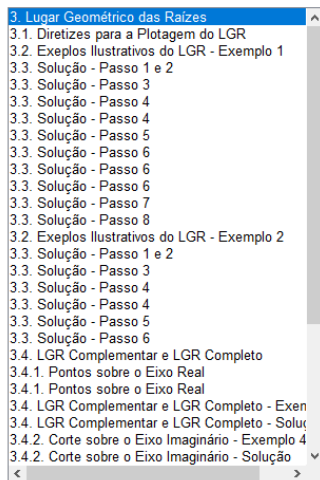 3. Lugar Geométrico das Raízes
3.1. Diretizes para a Plotagem do LGR
3.2. Exeplos Ilustrativos do LGR - Exemplo 1
3.3. Solução - Passo 1 e 2
3.3. Solução - Passo 3
3.3. Solução - Passo 4
3.3. Solução - Passo 4
3.3. Solução - Passo 5
3.3. Solução - Passo 6
3.3. Solução - Passo 6
3.3. Solução - Passo 6
3.3. Solução - Passo 7
3.3. Solução - Passo 8
3.2. Exeplos Ilustrativos do LGR - Exemplo 2
3.3. Solução - Passo 1 e 2
3.3. Solução - Passo 3
3.3. Solução - Passo 4
3.3. Solução - Passo 4
3.3. Solução - Passo 5
3.3. Solução - Passo 6
3.4. LGR Complementar e LGR Completo
3.4.1. Pontos sobre o Eixo Real
3.4.1. Pontos sobre o Eixo Real
3.4. LGR Complementar e LGR Completo - Exen
3.4. LGR Complementar e LGR Completo - Soluç
3.4.2. Corte sobre o Eixo Imaginário - Exemplo 4
3.4.2. Corte sobre o Eixo Imaginário - Solução